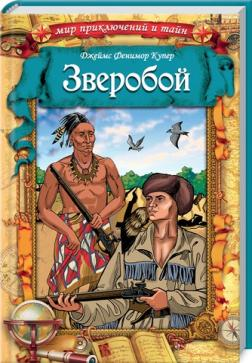 мир приключений и тайн
Джеймс Фенимор Купер
Зверобой